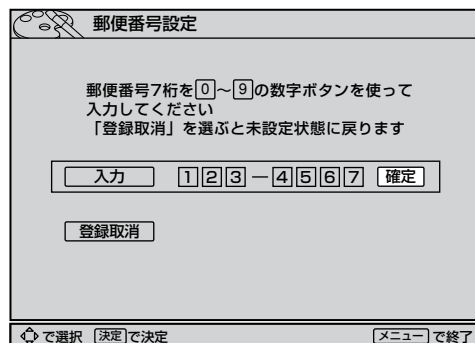 郵便番号設定
郵便番号7桁を0～9の数字ボタンを使って
入力してください
「登録取消」を選ぶと未設定状態に戻ります
入力 123－4567 確定
登録取消
で選択 決定で決定 メニューで終了